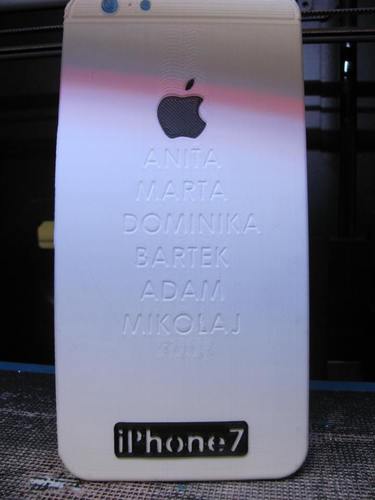 ANITA
MARTA
DOMINIKA
BARTEK
ADAM
MIKOLAJ
iPhone7